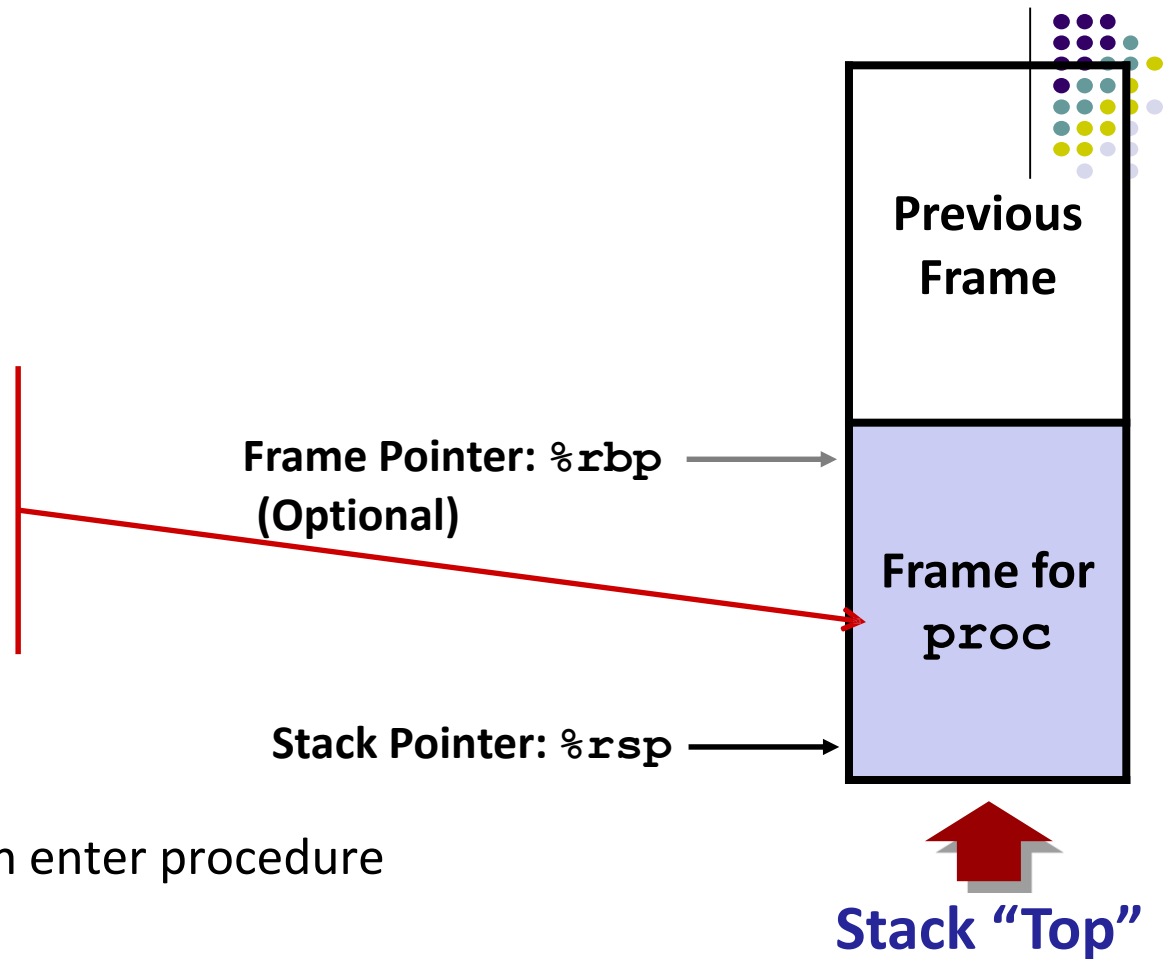 Previous
Frame
Frame Pointer: %rbp
(Optional)
Frame for
proc
Stack Pointer: %rsp
enter procedure
Stack “Top”